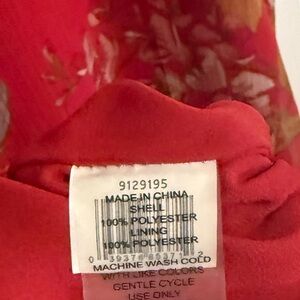 9129195
MADE IN CHINA
SHELL
100% POLYESTER
LINING
100% POLYESTER
MACHINE WASH COLD
WITH LIKE COLORS
GENTLE CYCLE
USE ONLY